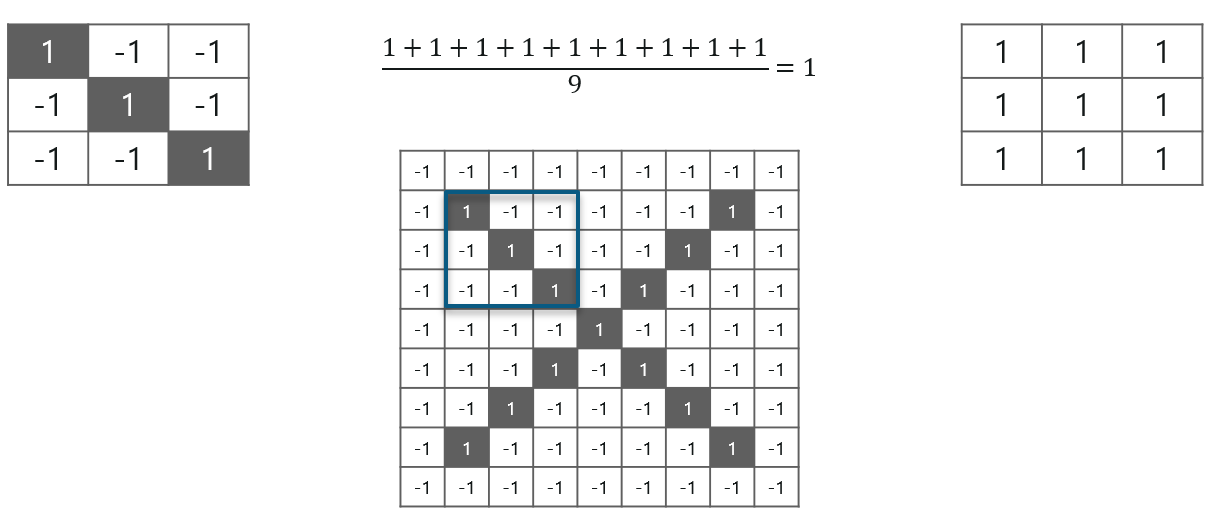 1 -1 -1
-1 1 -1
-1 -1 1
1 + 1 + 1 + 1 + 1 + 1 + 1 + 1 + 1
9
= 1
1 1 1
1 1 1
1 1 1
-1 -1 -1 -1 -1 -1 -1 -1 -1
-1 1 -1 -1 -1 -1 -1 1 -1
-1 -1 1 -1 -1 -1 1 -1 -1
-1 -1 -1 1 -1 1 -1 -1 -1
-1 -1 -1 -1 1 -1 -1 -1 -1
-1 -1 -1 1 -1 1 -1 -1 -1
-1 -1 1 -1 -1 -1 1 -1 -1
-1 1 -1 -1 -1 -1 -1 1 -1
-1 -1 -1 -1 -1 -1 -1 -1 -1